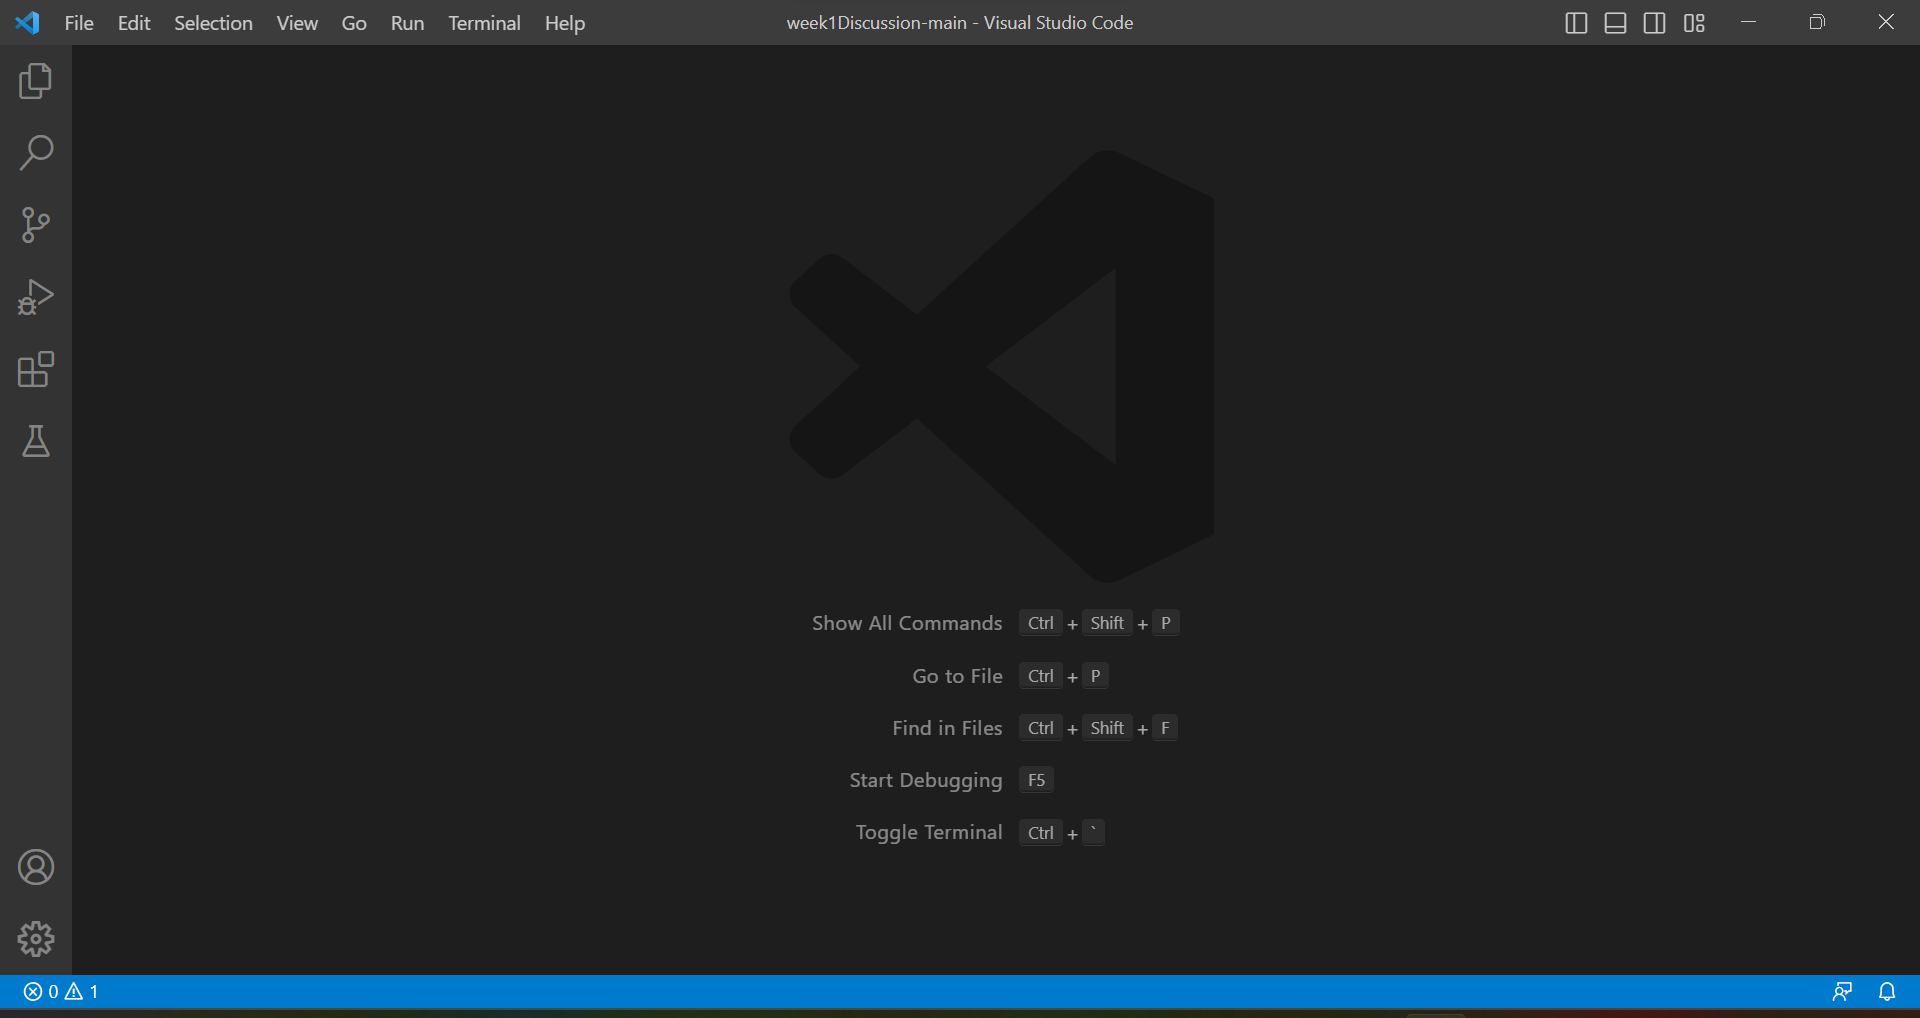 File Edit Selection View Go Run Terminal Help week1Discussion-main - Visual Studio Code
Show All Commands Ctrl + Shift + P
Go to File Ctrl + P
Find in Files Ctrl + Shift + F
Start Debugging F5
Toggle Terminal Ctrl + `
0 1